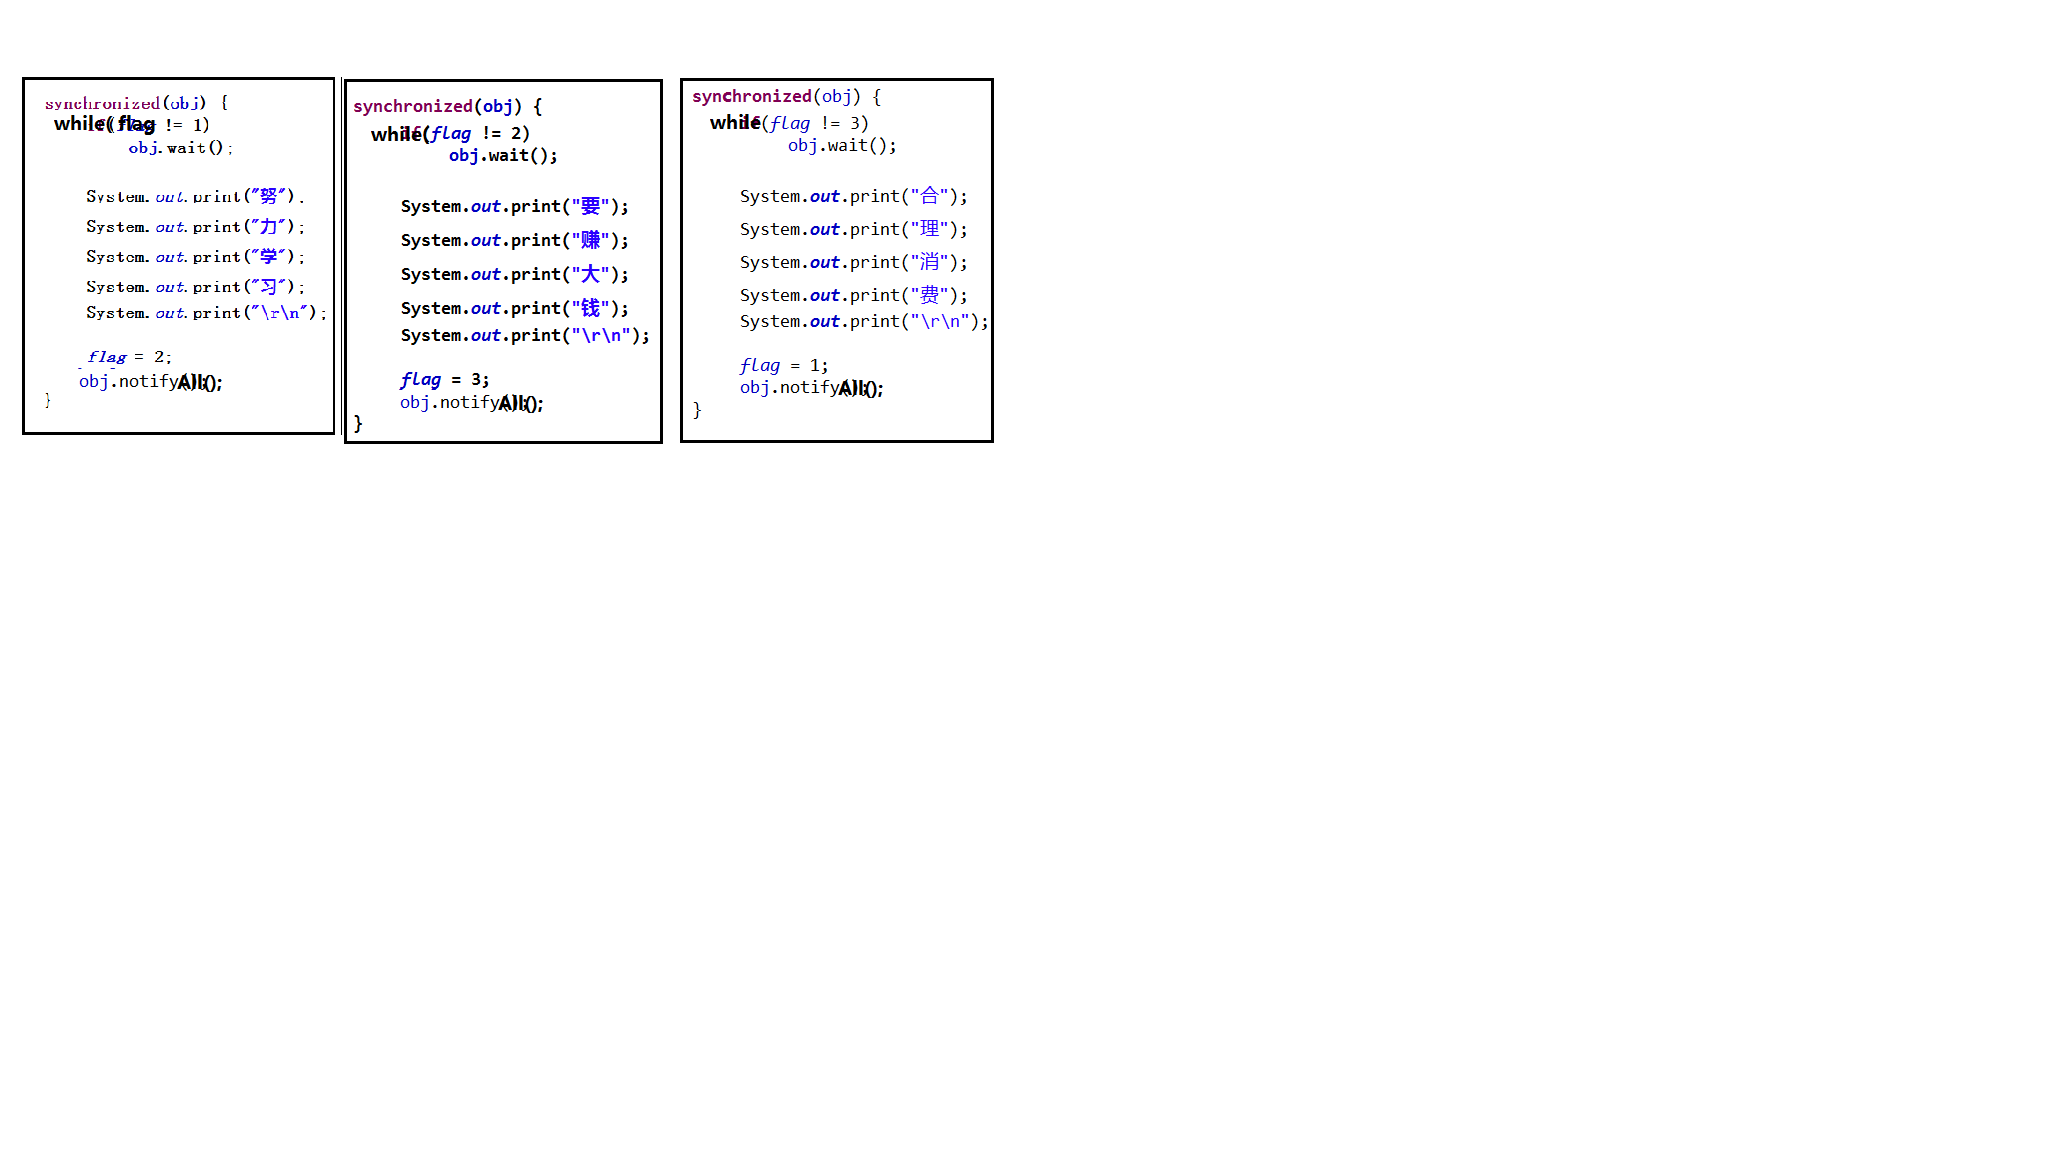 synchronized(obj) {
while(flag != 1)
obj.wait();
System.out.print("努");
System.out.print("力");
System.out.print("学");
System.out.print("习");
System.out.print("\r\n");
flag = 2;
obj.notifyAll();
}
synchronized(obj) {
while(flag != 2)
obj.wait();
System.out.print("要");
System.out.print("赚");
System.out.print("大");
System.out.print("钱");
System.out.print("\r\n");
flag = 3;
obj.notifyAll();
}
synchronized(obj) {
while(flag != 3)
obj.wait();
System.out.print("合");
System.out.print("理");
System.out.print("消");
System.out.print("费");
System.out.print("\r\n");
flag = 1;
obj.notifyAll();
}